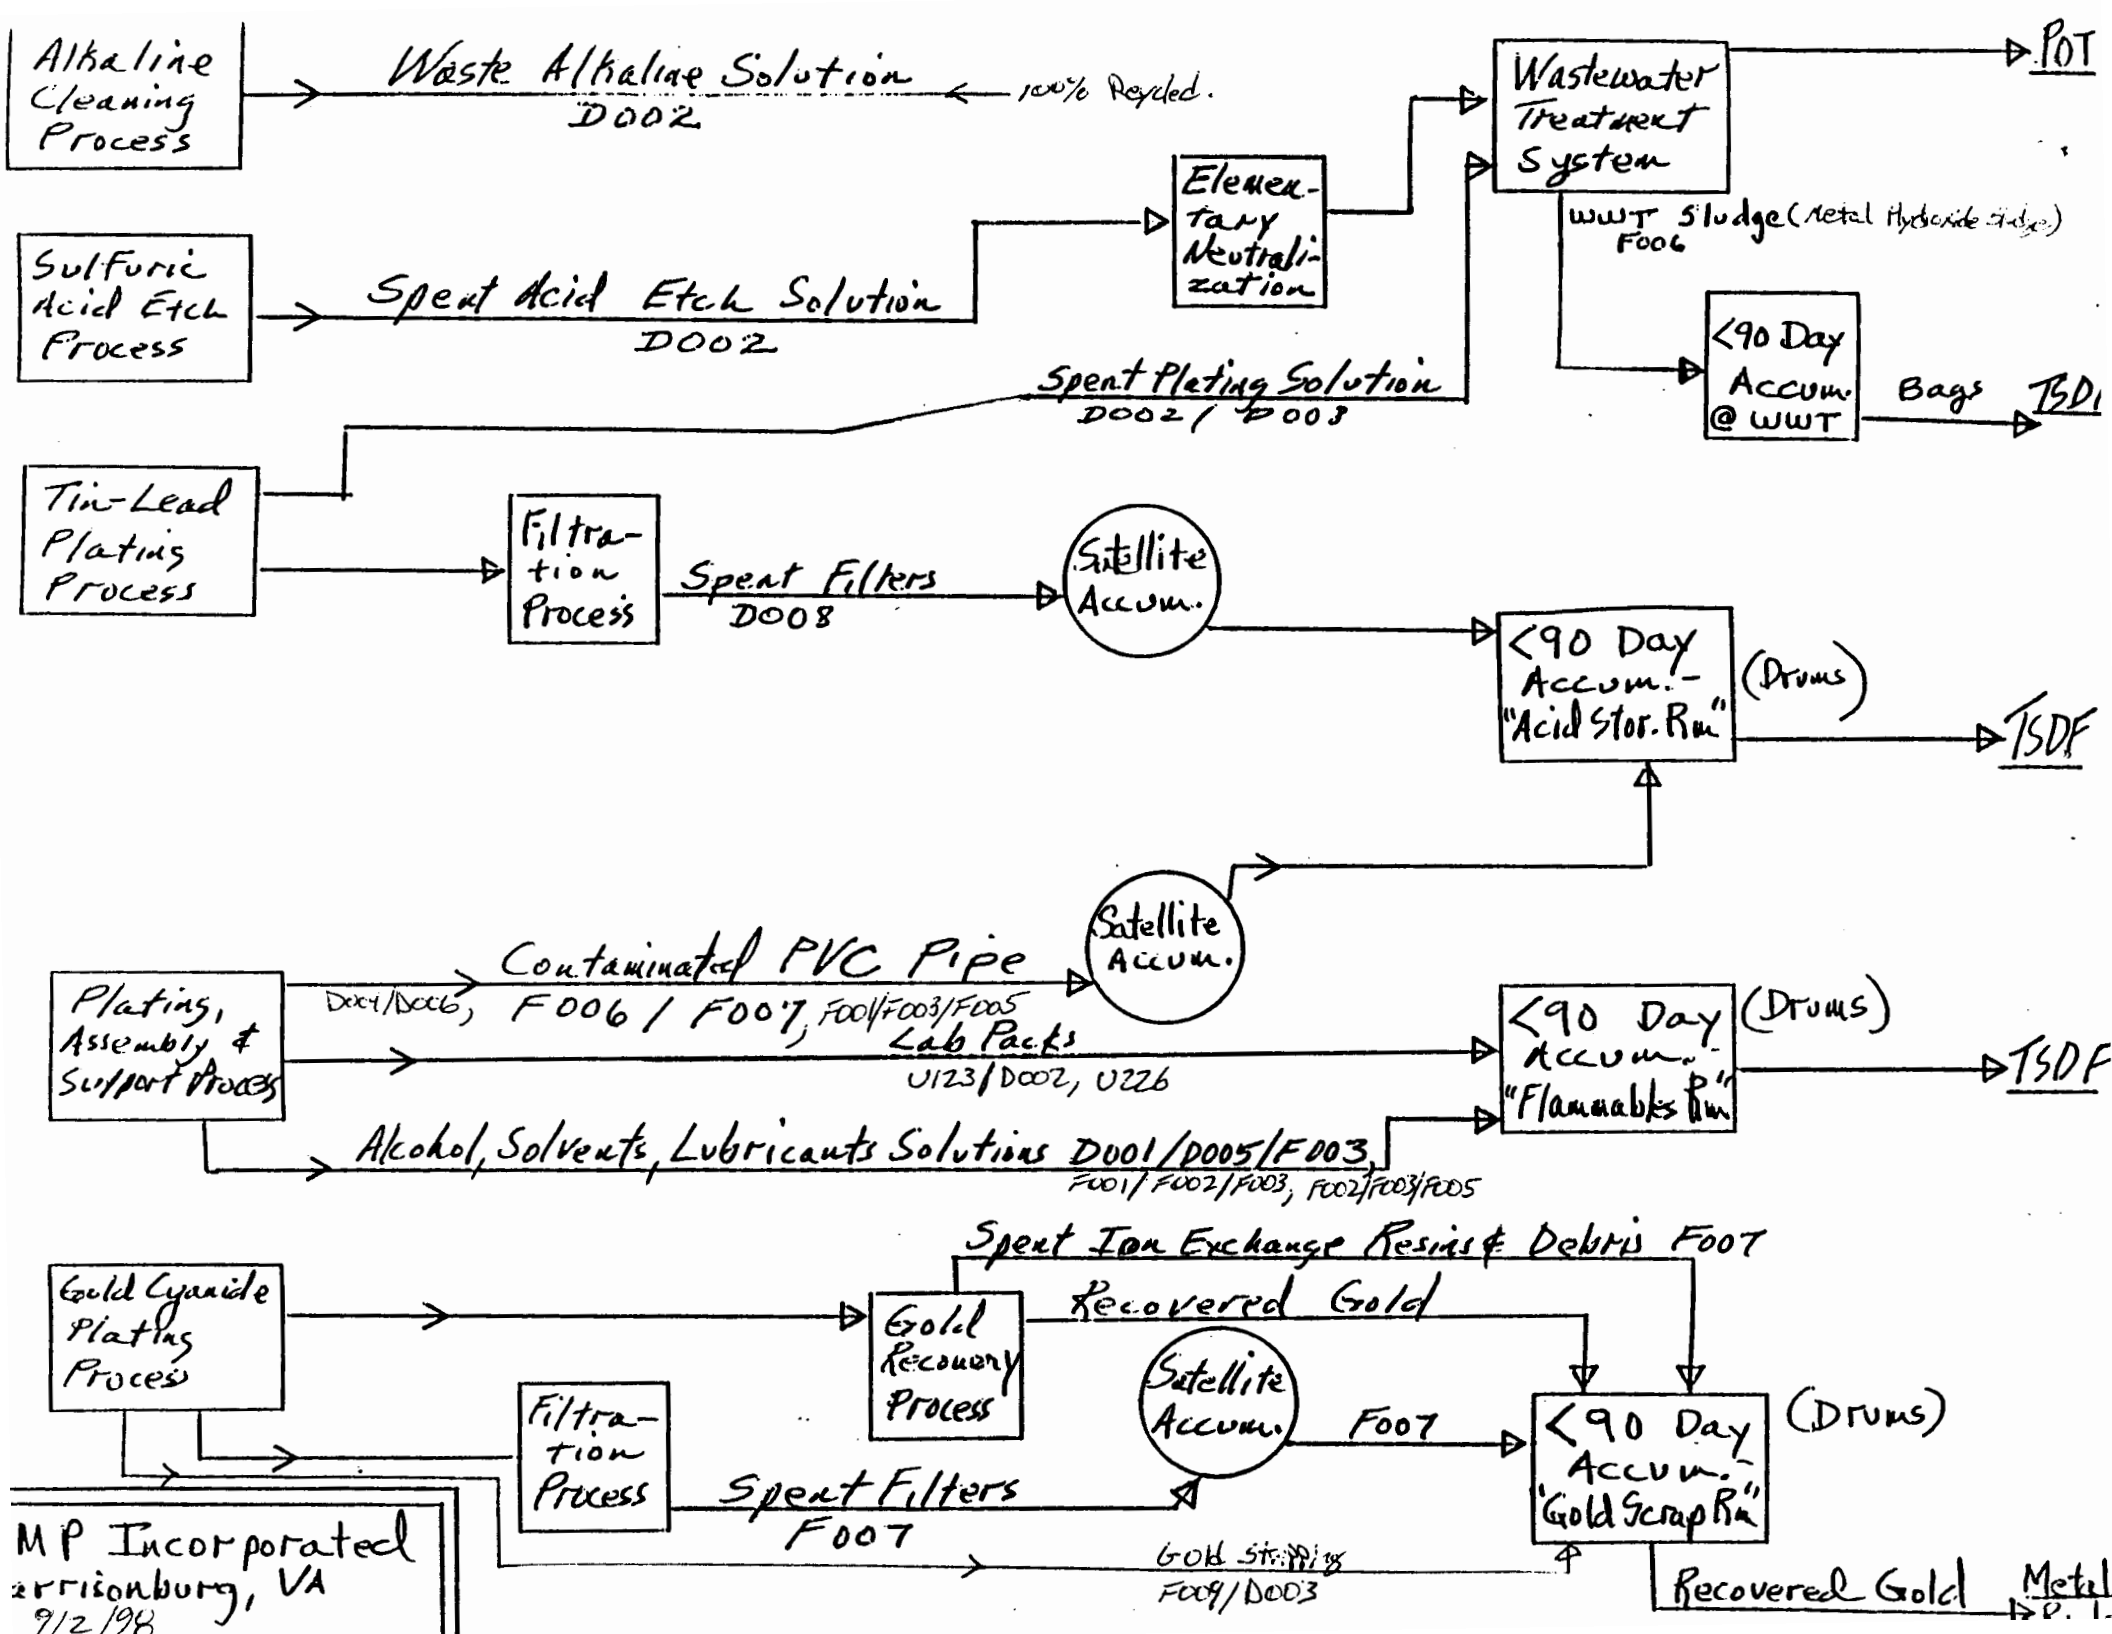 Alkaline
Cleaning
Process
Waste Alkaline Solution
D002
100% Recycled.
Wastewater
Treatment
System
POT
Sulfuric
Acid Etch
Process
Spent Acid Etch Solution
D002
Elemen-
tary
Neutrali-
zation
WWT Sludge (Metal Hydroxide Sludge)
F006
<90 Day
Accum.
@ WWT
Bags
TSD
Spent Plating Solution
D002 / D003
Tin-Lead
Plating
Process
Filtra-
tion
Process
Spent Filters
D008
Satellite
Accum.
<90 Day
Accum. -
"Acid Stor. Rm"
(Drums)
TSDF
Plating,
Assembly &
Support Process
Contaminated PVC Pipe
D004/D006, F006 / F007, F001/F003/F005
Satellite
Accum.
Lab Packs
U123/D002, U226
Alcohol, Solvents, Lubricants Solutions D001/D005/F003,
F001/F002/F003, F002/F003/F005
<90 Day
Accum. -
"Flammables Rm"
(Drums)
TSDF
Gold Cyanide
Plating
Process
Spent Ion Exchange Resins & Debris F007
Recovered Gold
Gold
Recovery
Process
Filtra-
tion
Process
Spent Filters
F007
Satellite
Accum.
F007
<90 Day
Accum. -
"Gold Scrap Rm"
(Drums)
Gold Stripping
F009/D003
Recovered Gold
Metal
MP Incorporated
arrisonburg, VA
9/2/98